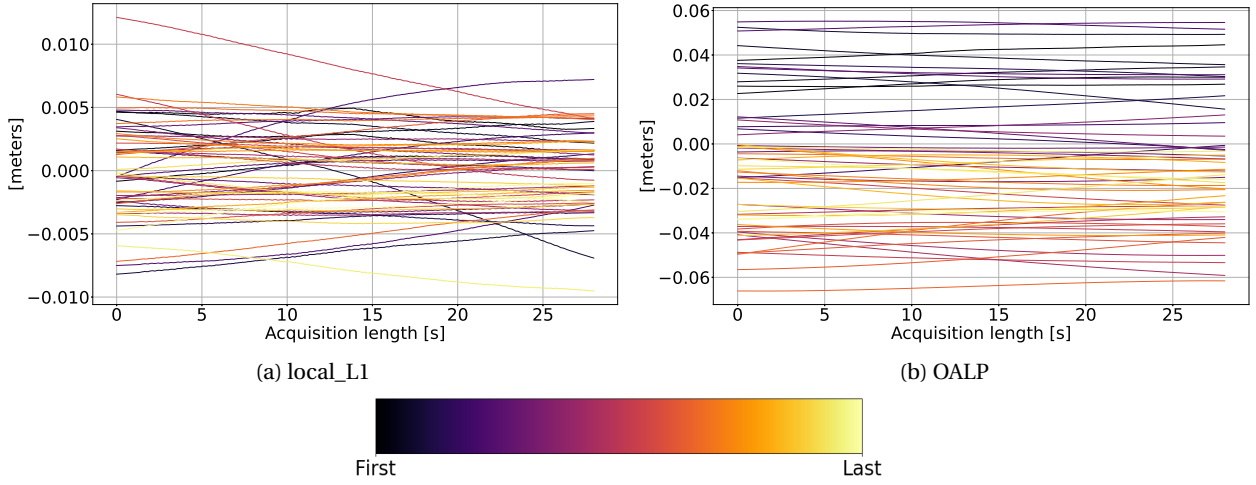 0.010
0.005
0.000
−0.005
−0.010
[meters]
0 5 10 15 20 25
Acquisition length [s]
(a) local_L1
0.06
0.04
0.02
0.00
−0.02
−0.04
−0.06
[meters]
0 5 10 15 20 25
Acquisition length [s]
(b) OALP
First Last